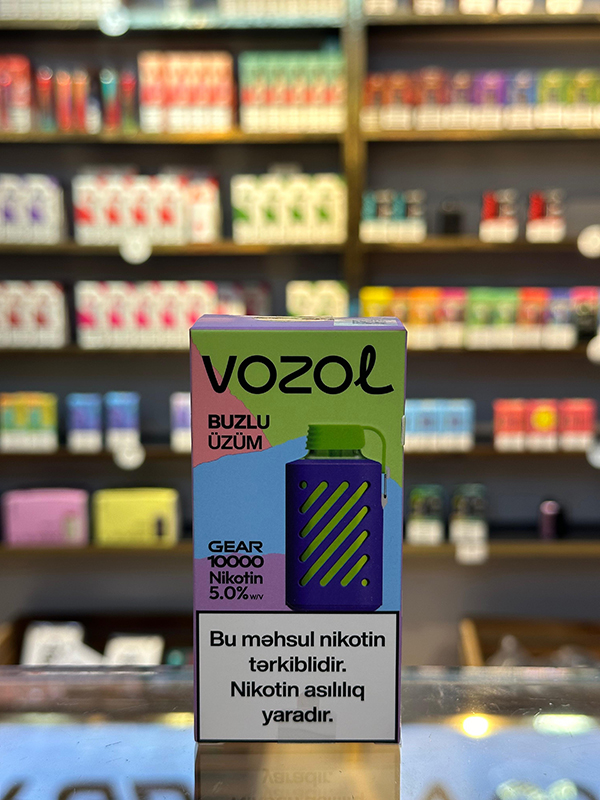 VOZOL
BUZLU
ÜZÜM
GEAR
10000
Nikotin
5.0% w/v
Bu məhsul nikotin
tərkiblidir.
Nikotin asılılıq
yaradır.